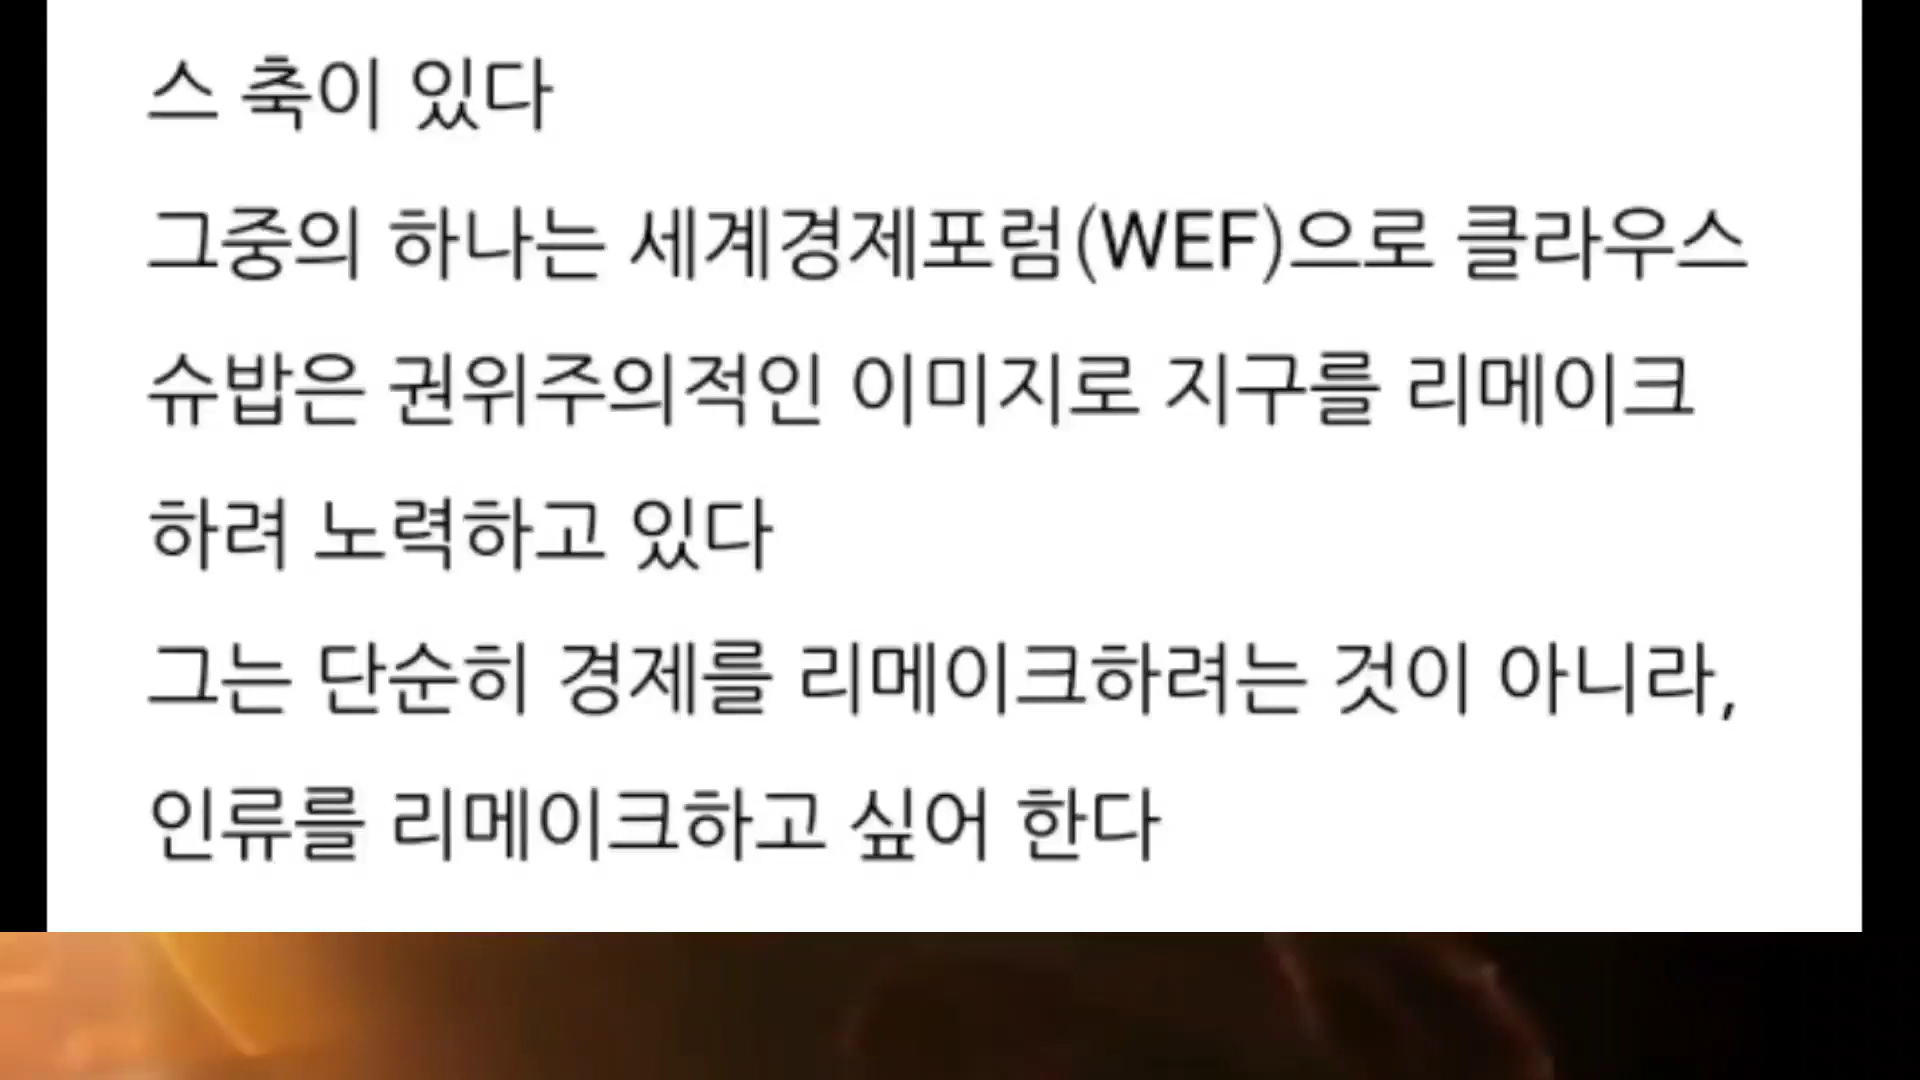 스 축이 있다
그중의 하나는 세계경제포럼(WEF)으로 클라우스
슈밥은 권위주의적인 이미지로 지구를 리메이크
하려 노력하고 있다
그는 단순히 경제를 리메이크하려는 것이 아니라,
인류를 리메이크하고 싶어 한다